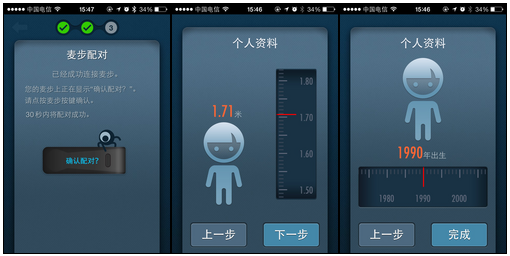 中国电信 15:47 34%
3
麦步配对
已经成功连接麦步。
您的麦步上正在显示“确认配对？”。
请点按麦步按键确认。
30秒内将配对成功。
确认配对?
中国电信 15:46 34%
个人资料
1.71米
1.80
1.70
1.60
1.50
上一步 下一步
中国电信 15:46 34%
个人资料
1990年出生
1980 1990 2000
上一步 完成